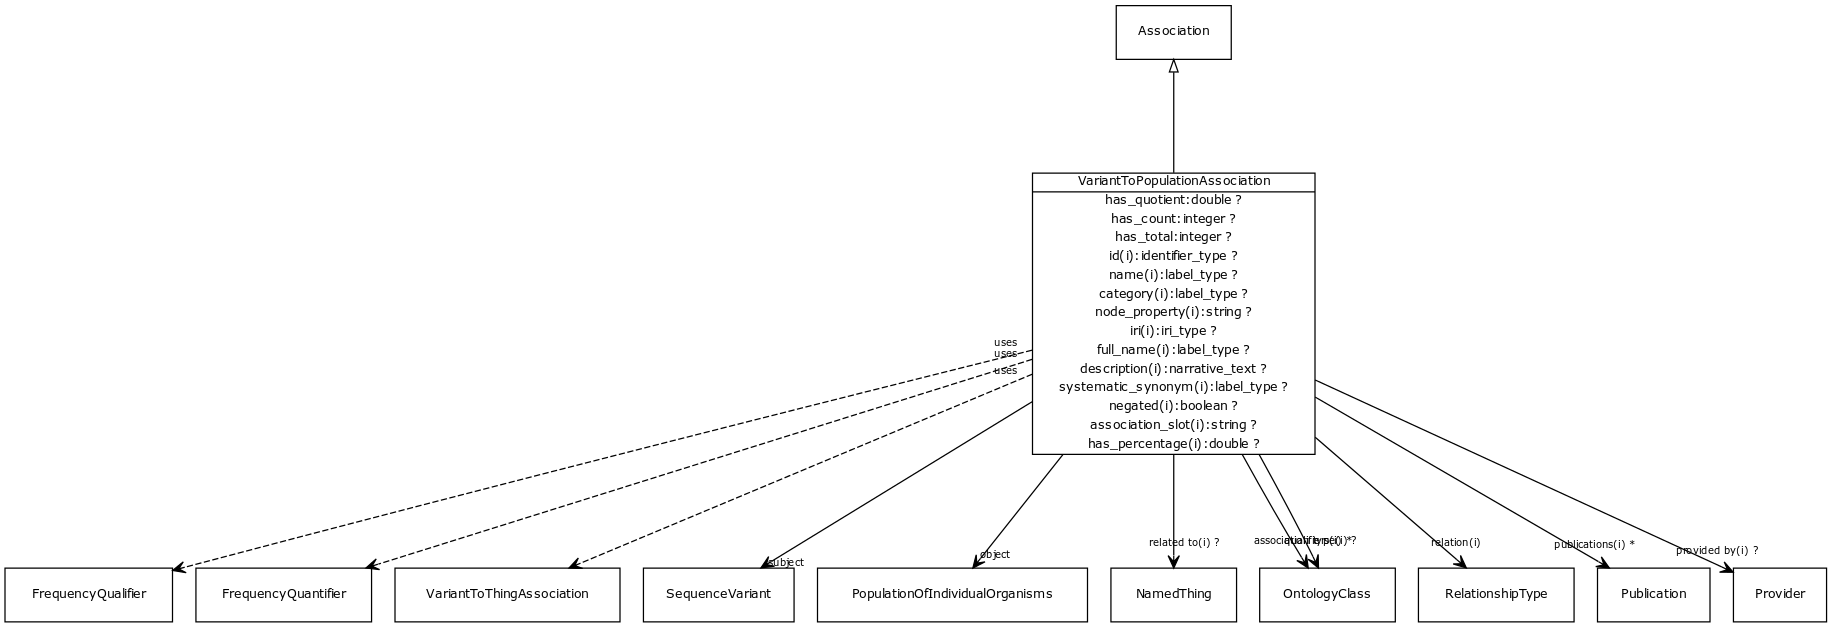 Association
VariantToPopulationAssociation
has_quotient:double ?
has_count:integer ?
has_total:integer ?
id(i):identifier_type ?
name(i):label_type ?
category(i):label_type ?
node_property(i):string ?
iri(i):iri_type ?
full_name(i):label_type ?
description(i):narrative_text ?
systematic_synonym(i):label_type ?
negated(i):boolean ?
association_slot(i):string ?
has_percentage(i):double ?
uses
uses
uses
subject
object
related to(i) ?
association type(i) ?
qualifiers(i) *
relation(i)
publications(i) *
provided by(i) ?
FrequencyQualifier
FrequencyQuantifier
VariantToThingAssociation
SequenceVariant
PopulationOfIndividualOrganisms
NamedThing
OntologyClass
RelationshipType
Publication
Provider